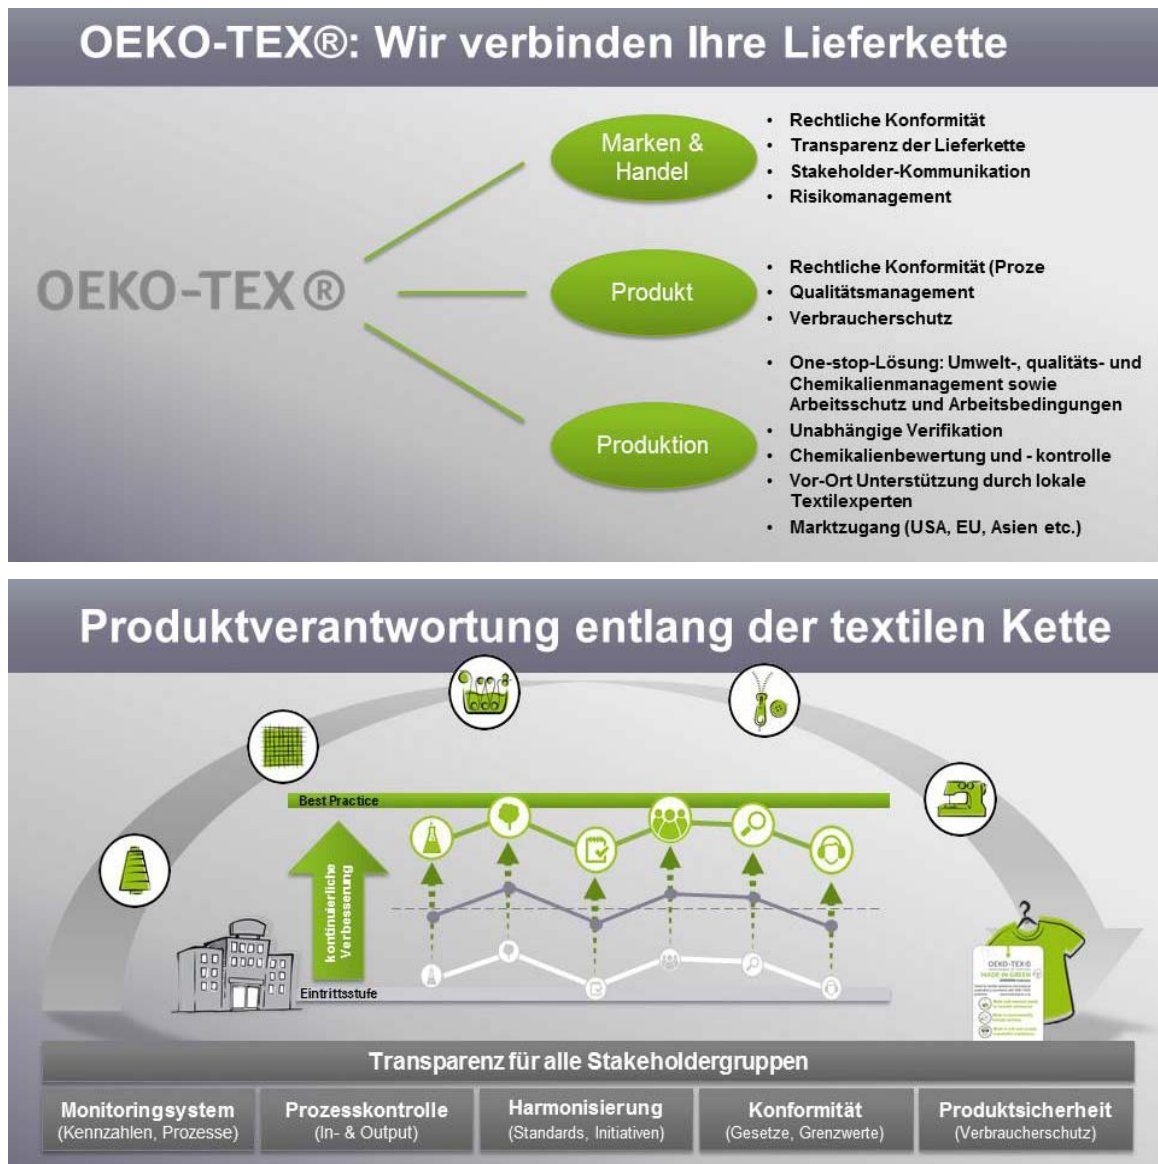 OEKO-TEX®: Wir verbinden Ihre Lieferkette
OEKO-TEX®
Marken &
Handel
• Rechtliche Konformität
• Transparenz der Lieferkette
• Stakeholder-Kommunikation
• Risikomanagement
Produkt
• Rechtliche Konformität (Proze
• Qualitätsmanagement
• Verbraucherschutz
Produktion
• One-stop-Lösung: Umwelt-, qualitäts- und
Chemikalienmanagement sowie
Arbeitsschutz und Arbeitsbedingungen
• Unabhängige Verifikation
• Chemikalienbewertung und - kontrolle
• Vor-Ort Unterstützung durch lokale
Textilexperten
• Marktzugang (USA, EU, Asien etc.)
Produktverantwortung entlang der textilen Kette
Best Practice
kontinuierliche
Verbesserung
Eintrittsstufe
OEKO-TEX®
MADE IN GREEN
Transparenz für alle Stakeholdergruppen
Monitoringsystem
(Kennzahlen, Prozesse)
Prozesskontrolle
(In- & Output)
Harmonisierung
(Standards, Initiativen)
Konformität
(Gesetze, Grenzwerte)
Produktsicherheit
(Verbraucherschutz)